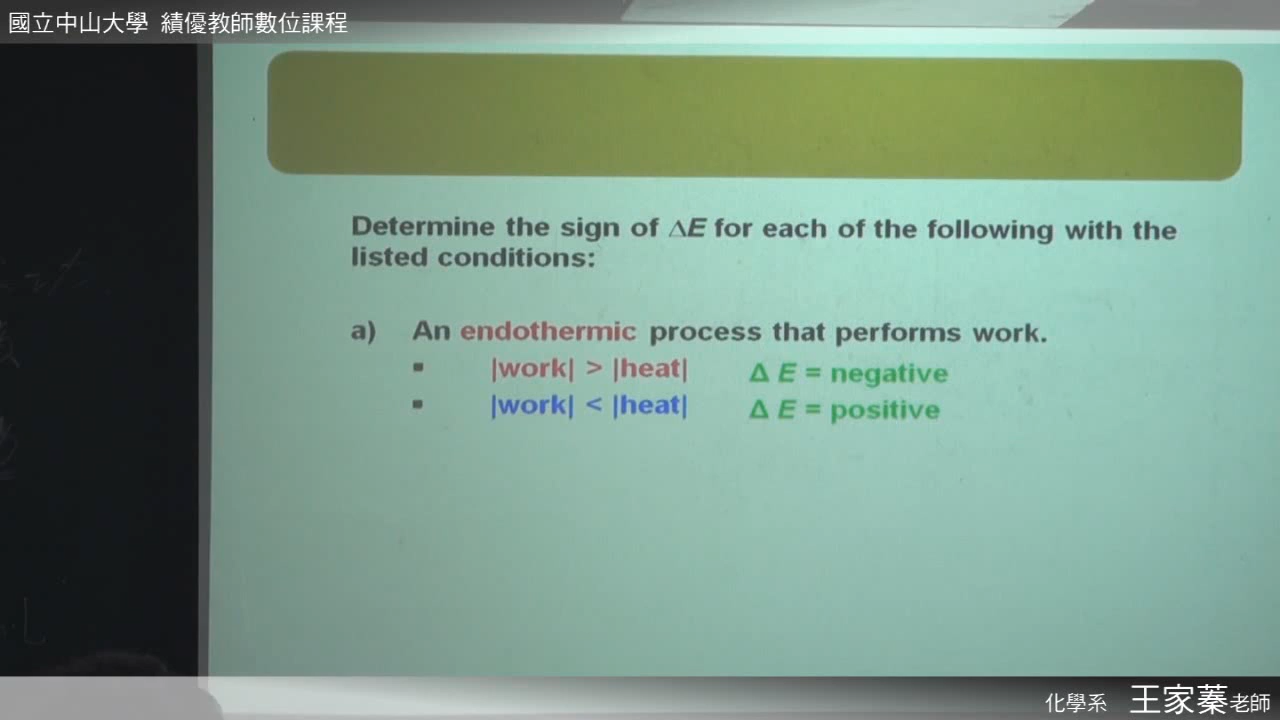 國立中山大學 績優教師數位課程
Determine the sign of ΔE for each of the following with the
listed conditions:
a) An endothermic process that performs work.
▪ |work| > |heat| Δ E = negative
▪ |work| < |heat| Δ E = positive
化學系 王家蓁老師